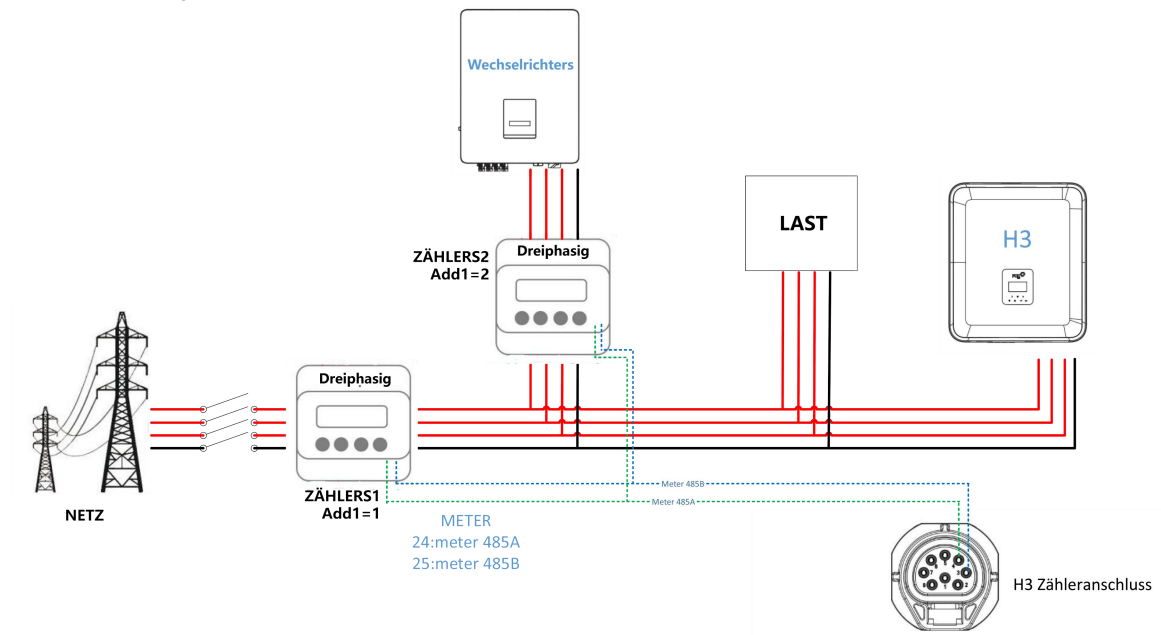 Wechselrichters
ZÄHLERS2
Add1=2
Dreiphasig
LAST
H3
Dreiphasig
ZÄHLERS1
Add1=1
NETZ
Meter 485B
Meter 485A
METER
24:meter 485A
25:meter 485B
H3 Zähleranschluss